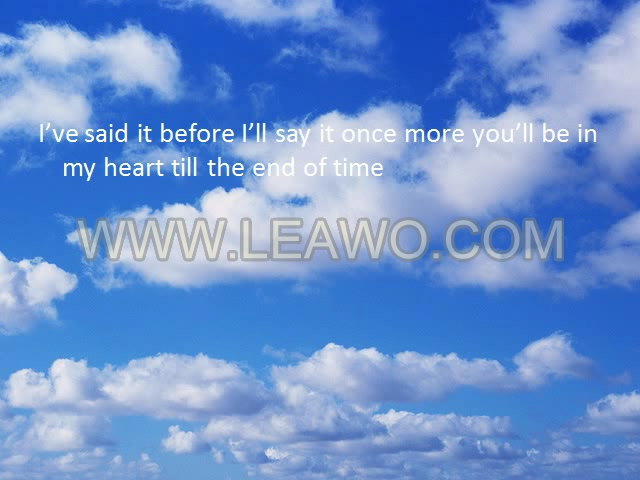 I’ve said it before I’ll say it once more you’ll be in
my heart till the end of time
WWW.LEAWO.COM